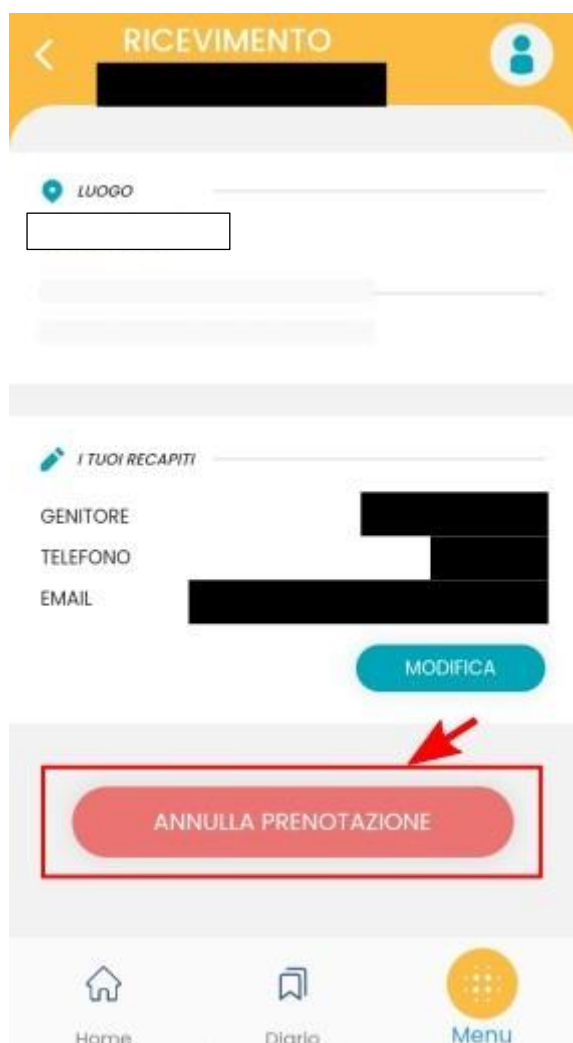 RICEVIMENTO
LUOGO
I TUOI RECAPITI
GENITORE
TELEFONO
EMAIL
MODIFICA
ANNULLA PRENOTAZIONE
Home
Diario
Menu